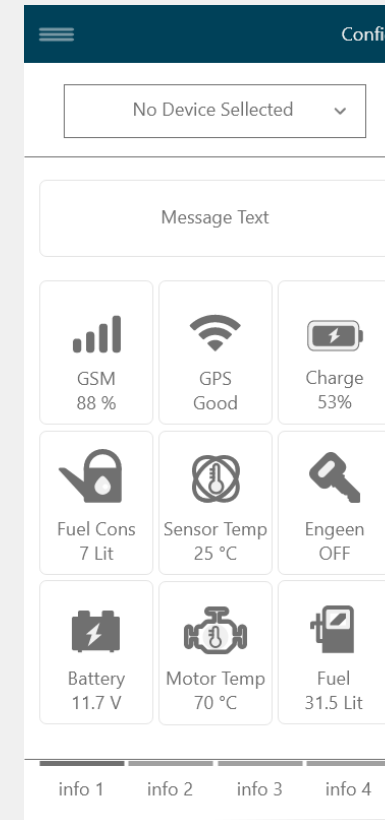 Confi
No Device Sellected
Message Text
GSM
88 %
GPS
Good
Charge
53%
Fuel Cons
7 Lit
Sensor Temp
25 °C
Engeen
OFF
Battery
11.7 V
Motor Temp
70 °C
Fuel
31.5 Lit
info 1
info 2
info 3
info 4